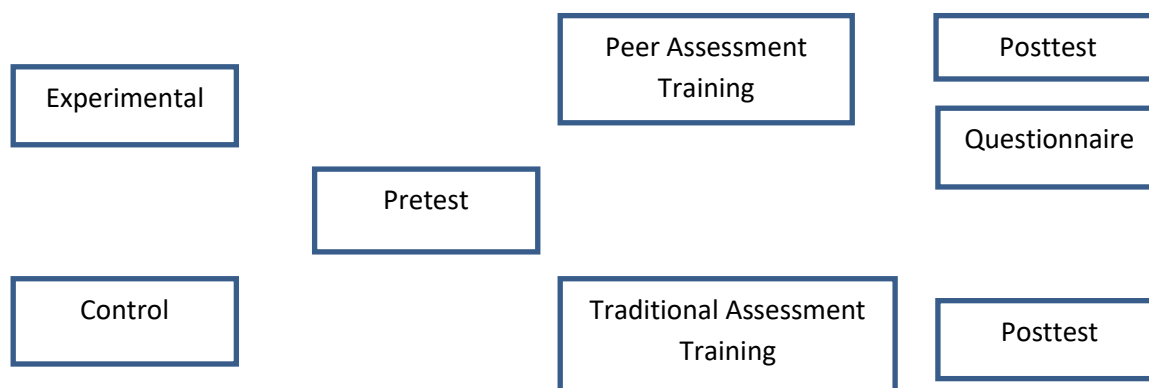 Peer Assessment
Training
Posttest
Experimental
Questionnaire
Pretest
Control
Traditional Assessment
Training
Posttest